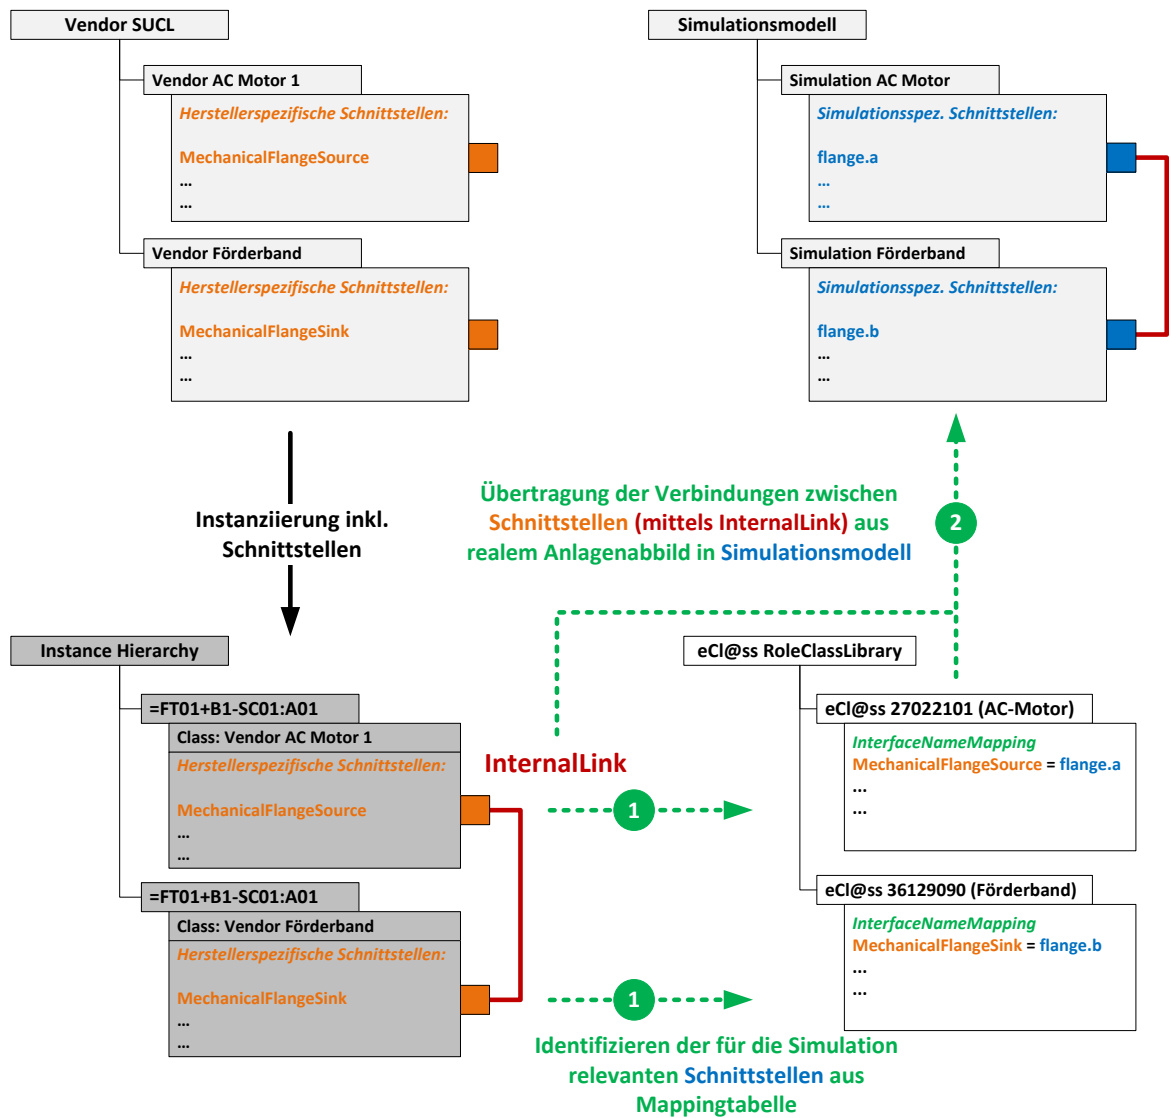 Vendor SUCL
Vendor AC Motor 1
Herstellerspezifische Schnittstellen:
MechanicalFlangeSource
...
...
Vendor Förderband
Herstellerspezifische Schnittstellen:
MechanicalFlangeSink
...
...
Simulationsmodell
Simulation AC Motor
Simulationsspez. Schnittstellen:
flange.a
...
...
Simulation Förderband
Simulationsspez. Schnittstellen:
flange.b
...
...
Instanziierung inkl.
Schnittstellen
Übertragung der Verbindungen zwischen
Schnittstellen (mittels InternalLink) aus
realem Anlagenabbild in Simulationsmodell
2
Instance Hierarchy
=FT01+B1-SC01:A01
Class: Vendor AC Motor 1
Herstellerspezifische Schnittstellen:
MechanicalFlangeSource
...
...
=FT01+B1-SC01:A01
Class: Vendor Förderband
Herstellerspezifische Schnittstellen:
MechanicalFlangeSink
...
...
InternalLink
1
1
Identifizieren der für die Simulation
relevanten Schnittstellen aus
Mappingtabelle
eCl@ss RoleClassLibrary
eCl@ss 27022101 (AC-Motor)
InterfaceNameMapping
MechanicalFlangeSource = flange.a
...
...
eCl@ss 36129090 (Förderband)
InterfaceNameMapping
MechanicalFlangeSink = flange.b
...
...